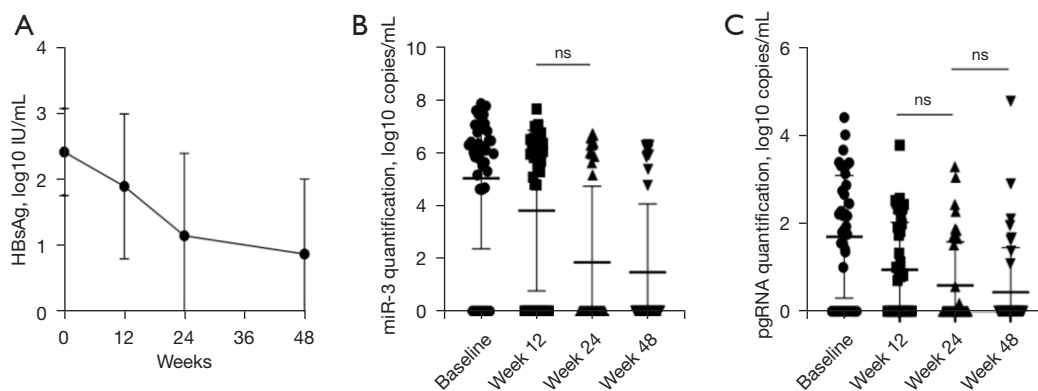 A
HBsAg, log10 IU/mL
4
3
2
1
0
0 12 24 36 48
Weeks
B
miR-3 quantification, log10 copies/mL
10
8
6
4
2
0
ns
Baseline
Week 12
Week 24
Week 48
C
pgRNA quantification, log10 copies/mL
6
4
2
0
ns
ns
Baseline
Week 12
Week 24
Week 48